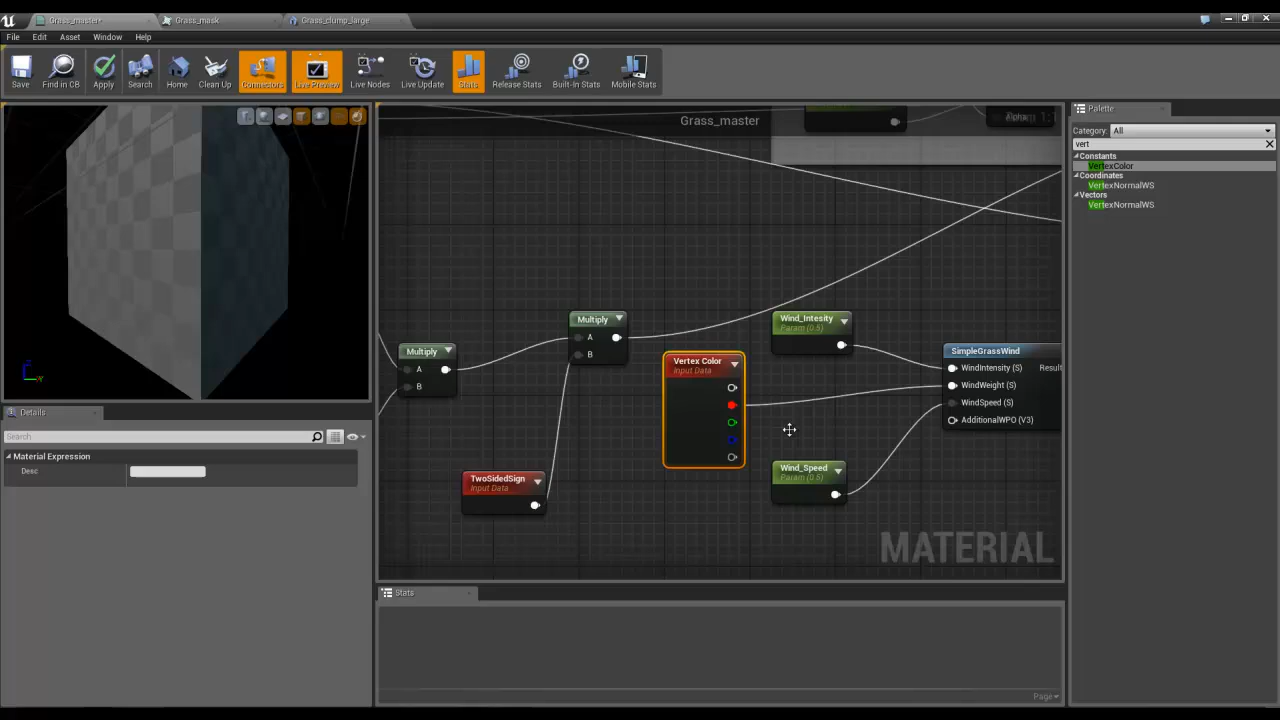 Grass_master*
Grass_mask
Grass_clump_large
File Edit Asset Window Help
Save Find in CB Apply Search Home Clean Up Connectors Live Preview Live Nodes Live Update Stats Release Stats Built-In Stats Mobile Stats
Palette
Category: All
vert
Constants
VertexColor
Coordinates
VertexNormalWS
Vectors
VertexNormalWS
Grass_master
Alpha
Multiply
A
B
Multiply
A
B
TwoSidedSign
Input Data
Vertex Color
Input Data
Wind_Intesity
Param (0.5)
Wind_Speed
Param (0.5)
SimpleGrassWind
WindIntensity (S) Result
WindWeight (S)
WindSpeed (S)
AdditionalWPO (V3)
MATERIAL
Details
Search
Material Expression
Desc
Stats
Page